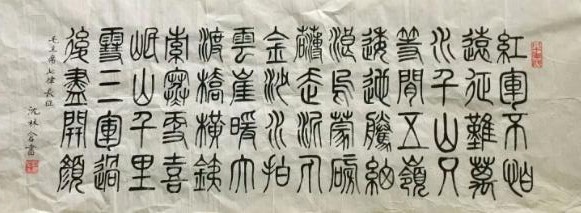 紅軍不怕
遠征難萬
水千山只
等閒五嶺
逶迤騰細
浪烏蒙磅
礴走泥丸
金沙水拍
雲崖暖大
渡橋橫鐵
索寒更喜
岷山千里
雪三軍過
後盡開顏
毛主席七律長征
沈林書